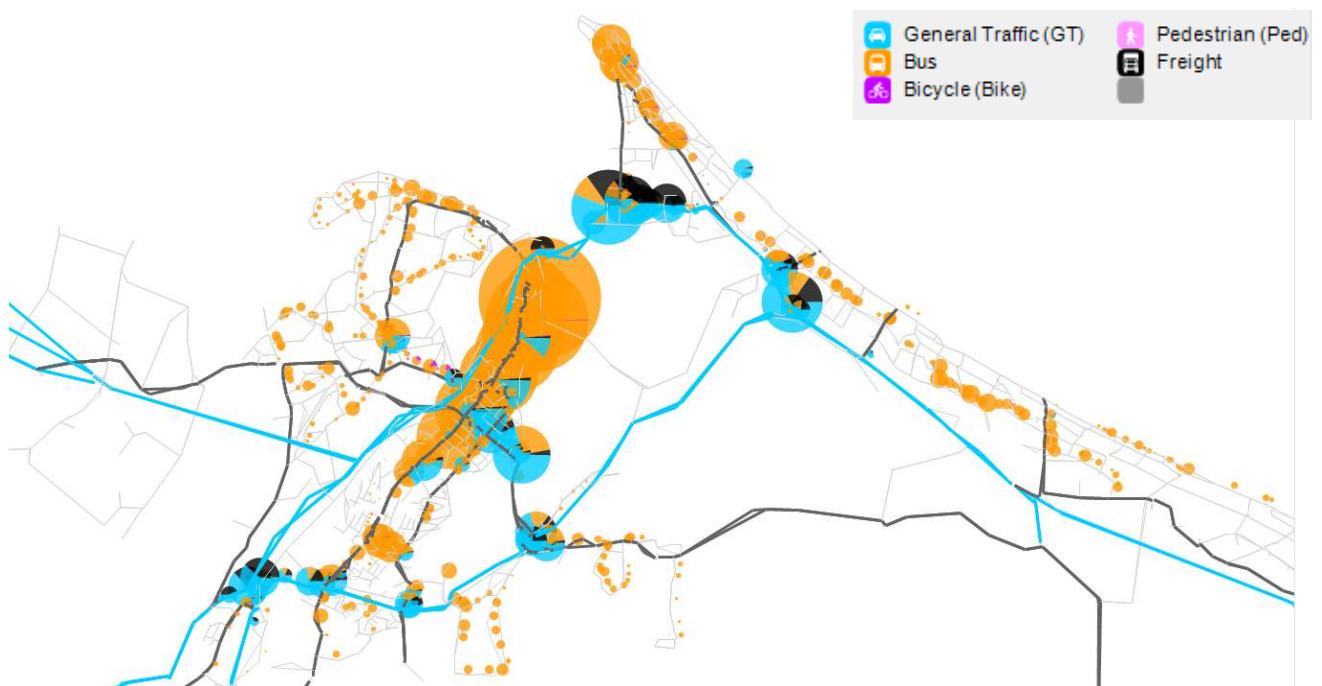 General Traffic (GT)
Pedestrian (Ped)
Bus
Freight
Bicycle (Bike)